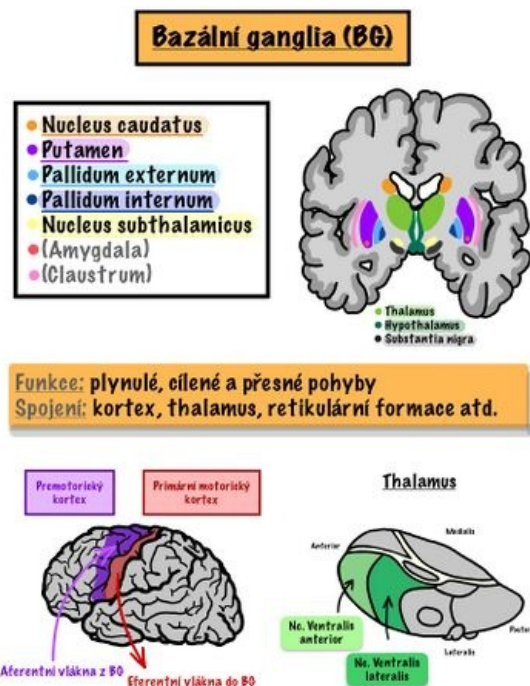 Bazální ganglia (BG)
Nucleus caudatus
Putamen
Pallidum externum
Pallidum internum
Nucleus subthalamicus
(Amygdala)
(Claustrum)
Thalamus
Hypothalamus
Substantia nigra
Funkce: plynulé, cílené a přesné pohyby
Spojení: kortex, thalamus, retikulární formace atd.
Premotorický
kortex
Primární motorický
kortex
Aferentní vlákna z BG
Eferentní vlákna do BG
Thalamus
Anterior
Medialis
Lateralis
Nc. Ventralis
anterior
Nc. Ventralis
lateralis